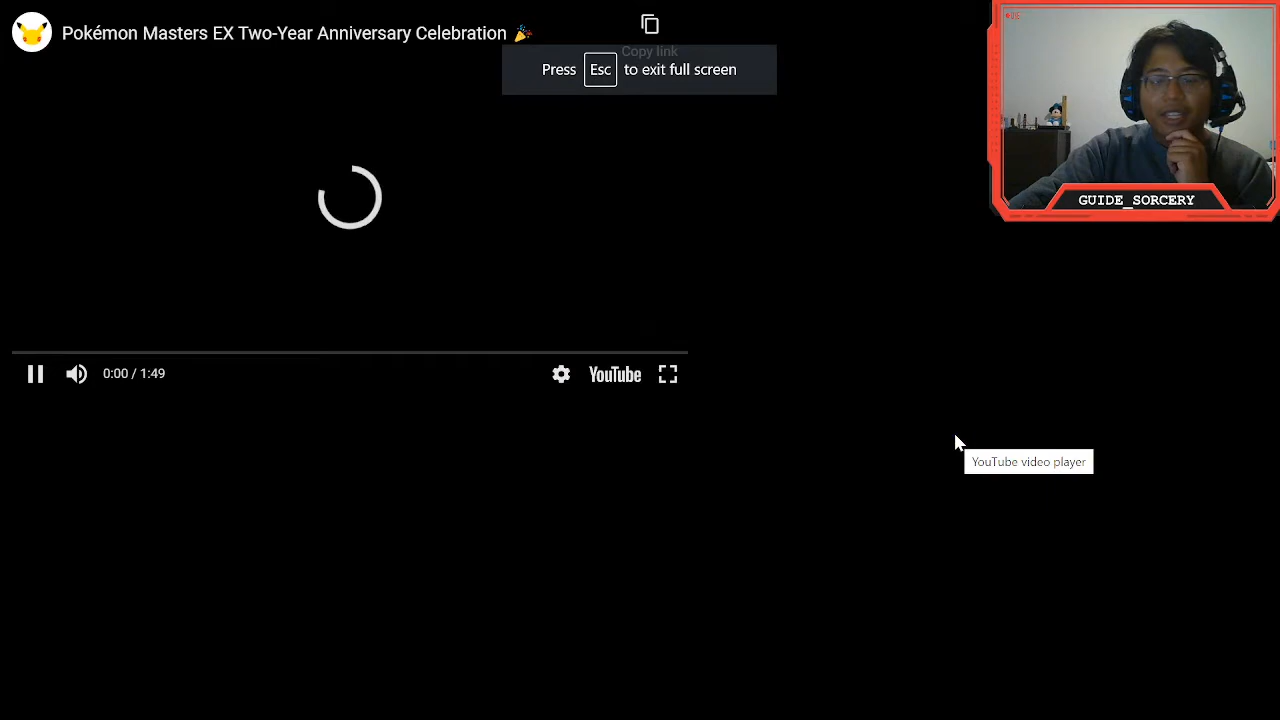 Pokémon Masters EX Two-Year Anniversary Celebration 🎉
Copy link
Press Esc to exit full screen
GUIDE_SORCERY
0:00 / 1:49
YouTube
YouTube video player